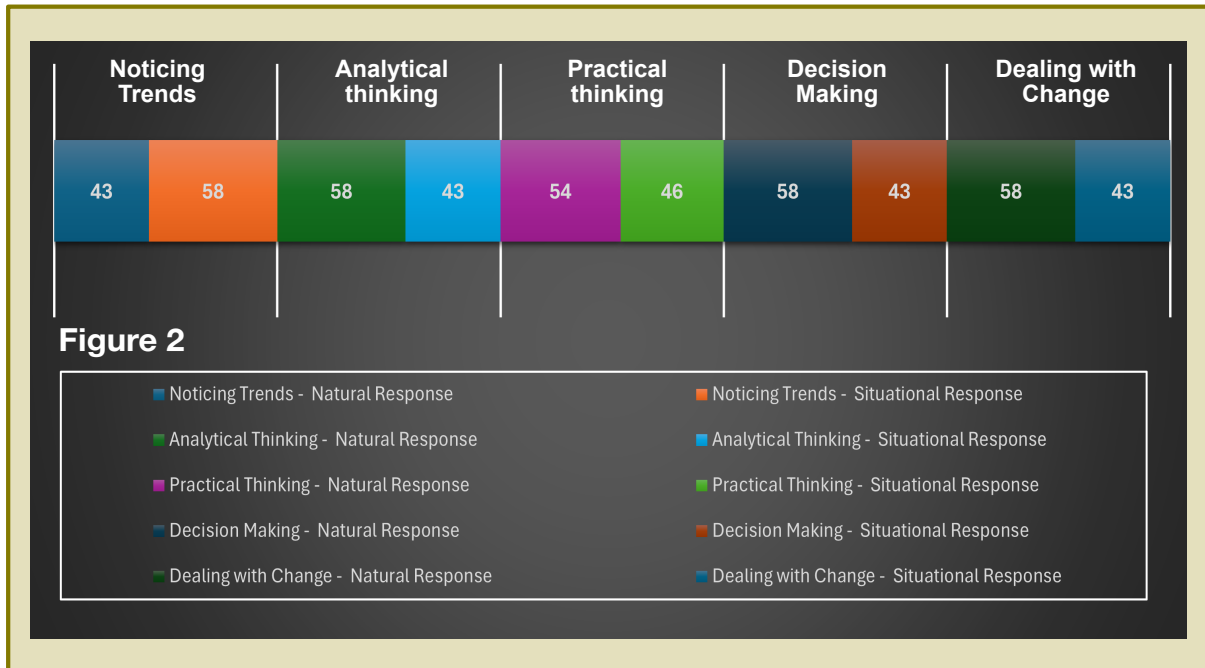 Noticing
Trends
Analytical
thinking
Practical
thinking
Decision
Making
Dealing with
Change
43 58 58 43 54 46 58 43 58 43
Figure 2
Noticing Trends - Natural Response
Noticing Trends - Situational Response
Analytical Thinking - Natural Response
Analytical Thinking - Situational Response
Practical Thinking - Natural Response
Practical Thinking - Situational Response
Decision Making - Natural Response
Decision Making - Situational Response
Dealing with Change - Natural Response
Dealing with Change - Situational Response